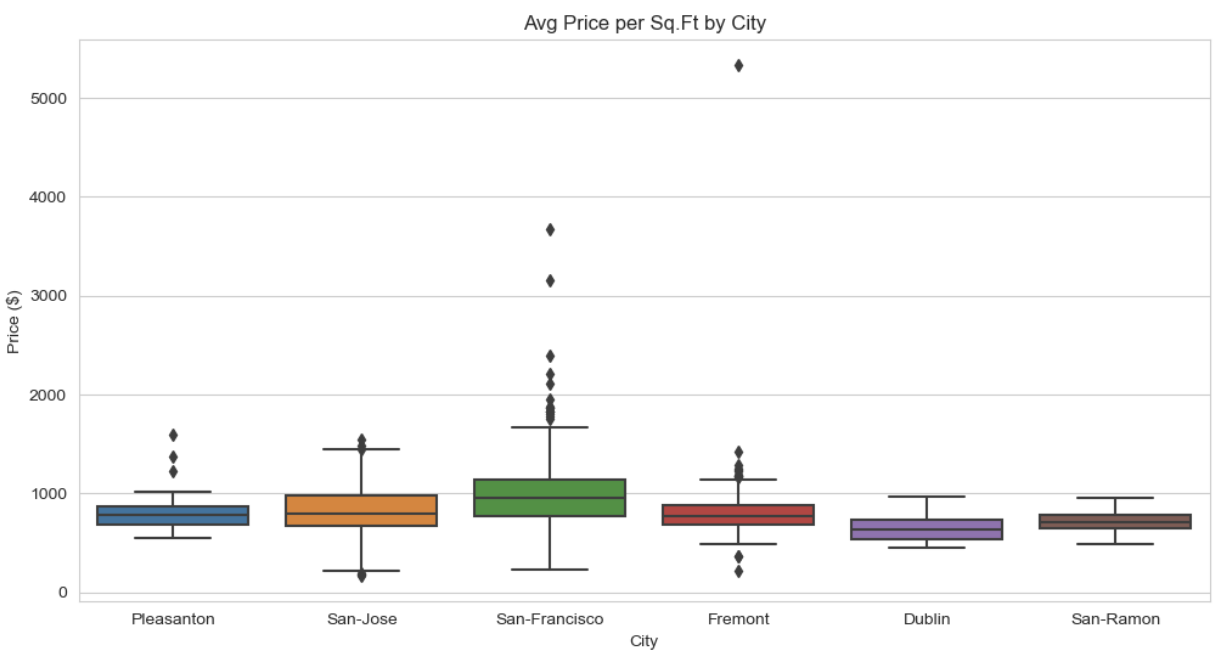 Avg Price per Sq.Ft by City
5000
4000
3000
2000
1000
0
Price ($)
Pleasanton San-Jose San-Francisco Fremont Dublin San-Ramon
City